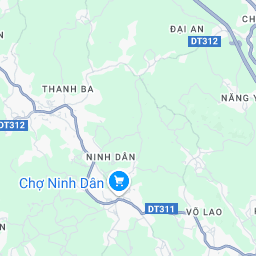 ĐẠI AN
DT312
THANH BA
NĂNG Y
DT312
NINH DÂN
Chợ Ninh Dân
DT311
VÕ LAO